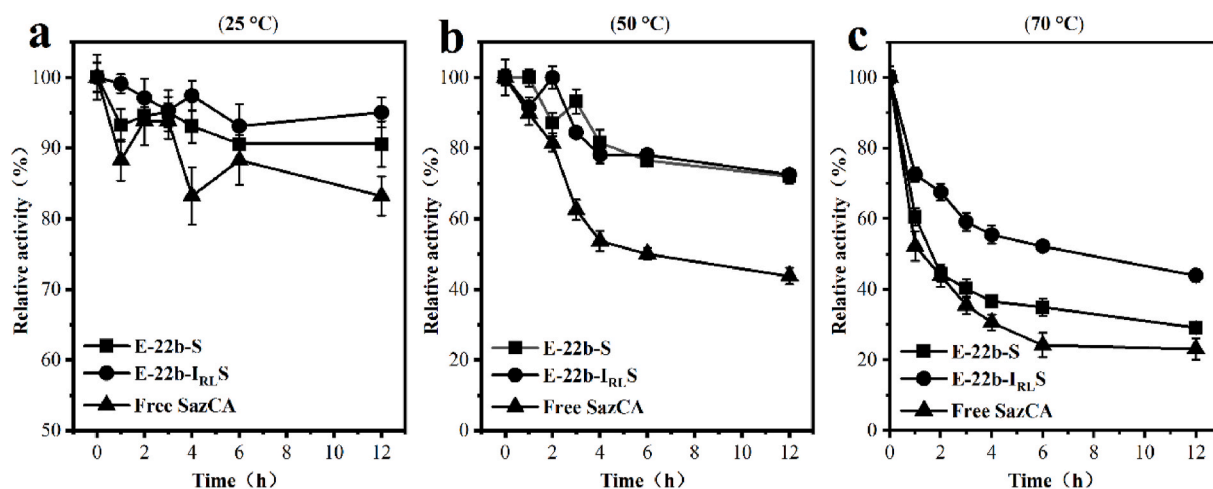 a
(25 °C)
Relative activity (%)
100
90
80
70
60
50
E-22b-S
E-22b-I_RL S
Free SazCA
0
2
4
6
8
10
12
Time (h)
b
(50 °C)
Relative activity (%)
100
80
60
40
20
0
E-22b-S
E-22b-I_RL S
Free SazCA
0
2
4
6
8
10
12
Time (h)
c
(70 °C)
Relative activity (%)
100
80
60
40
20
0
E-22b-S
E-22b-I_RL S
Free SazCA
0
2
4
6
8
10
12
Time (h)